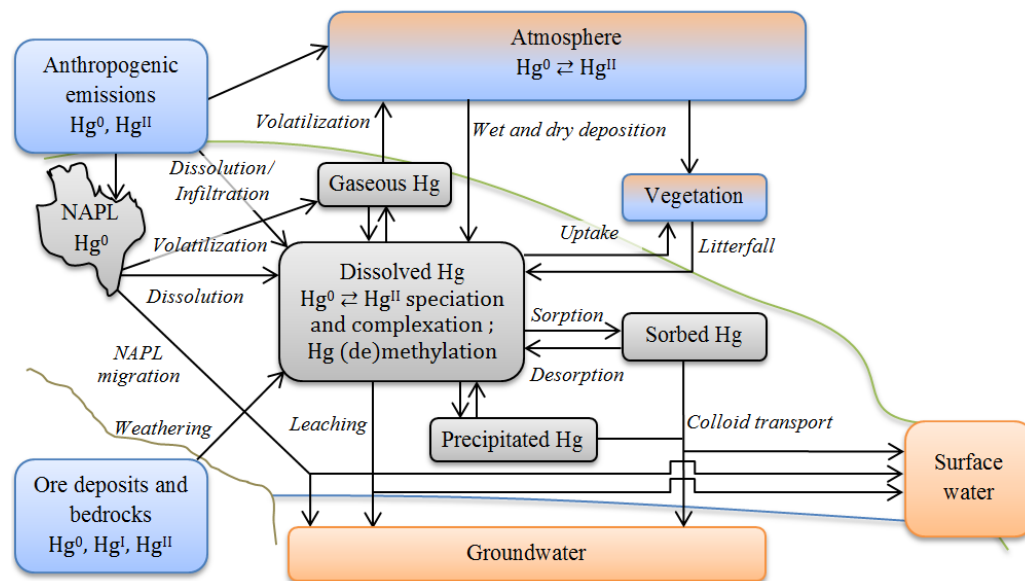 Anthropogenic
emissions
Hg⁰, Hgᴵᴵ
Atmosphere
Hg⁰ ⇄ Hgᴵᴵ
Volatilization
Wet and dry deposition
Dissolution/
Infiltration
Gaseous Hg
Vegetation
NAPL
Hg⁰
Volatilization
Uptake
Litterfall
Dissolution
Dissolved Hg
Hg⁰ ⇄ Hgᴵᴵ speciation
and complexation ;
Hg (de)methylation
Sorption
Sorbed Hg
Desorption
NAPL
migration
Weathering
Leaching
Precipitated Hg
Colloid transport
Ore deposits and
bedrocks
Hg⁰, Hgᴵ, Hgᴵᴵ
Surface
water
Groundwater